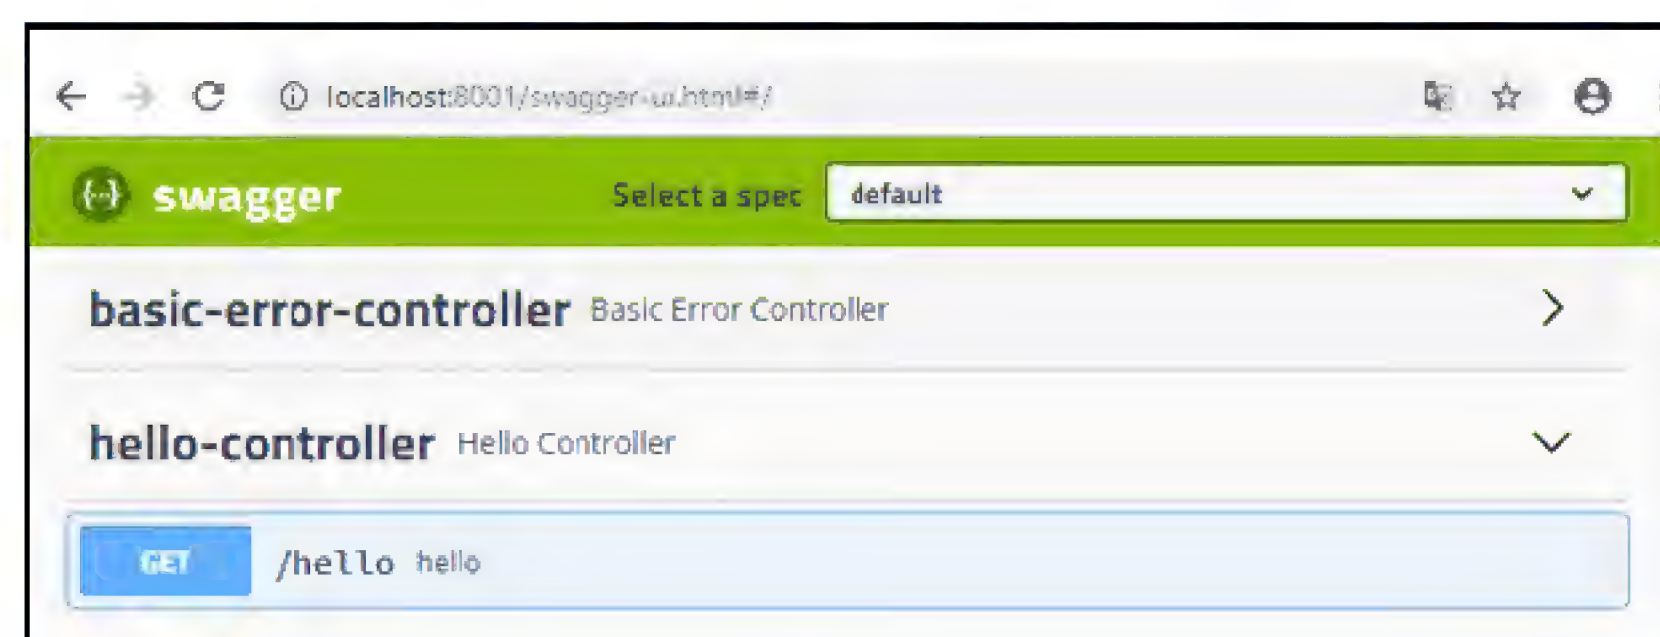 localhost:8001/swagger-ui.html#/
swagger Select a spec default
basic-error-controller Basic Error Controller
hello-controller Hello Controller
GET /hello hello